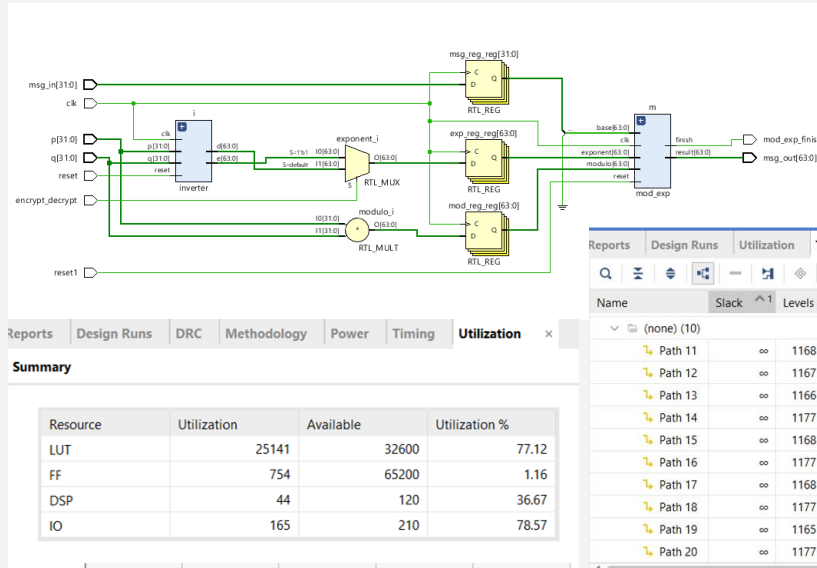 msg_reg_reg[31:0]
msg_in[31:0]
C
D
Q
RTL_REG
clk
i
exponent_i
exp_reg_reg[63:0]
m
clk
p[31:0]
p[31:0]
d[63:0]
q[31:0]
q[31:0]
e[63:0]
reset
reset
inverter
S=1'b1
I0[63:0]
S=default
I1[63:0]
O[63:0]
S
RTL_MUX
C
D
Q
RTL_REG
base[63:0]
clk
exponent[63:0]
modulo[63:0]
reset
finish
result[63:0]
mod_exp
mod_exp_finis
msg_out[63:0]
encrypt_decrypt
modulo_i
mod_reg_reg[63:0]
I0[31:0]
I1[31:0]
O[63:0]
RTL_MULT
C
D
Q
RTL_REG
reset1
Reports Design Runs Utilization
Name Slack 1 Levels
(none) (10)
Path 11 ∞ 1168
Path 12 ∞ 1167
Path 13 ∞ 1166
Path 14 ∞ 1177
Path 15 ∞ 1168
Path 16 ∞ 1177
Path 17 ∞ 1168
Path 18 ∞ 1177
Path 19 ∞ 1165
Path 20 ∞ 1177
Reports Design Runs DRC Methodology Power Timing Utilization ×
Summary
Resource Utilization Available Utilization %
LUT 25141 32600 77.12
FF 754 65200 1.16
DSP 44 120 36.67
IO 165 210 78.57